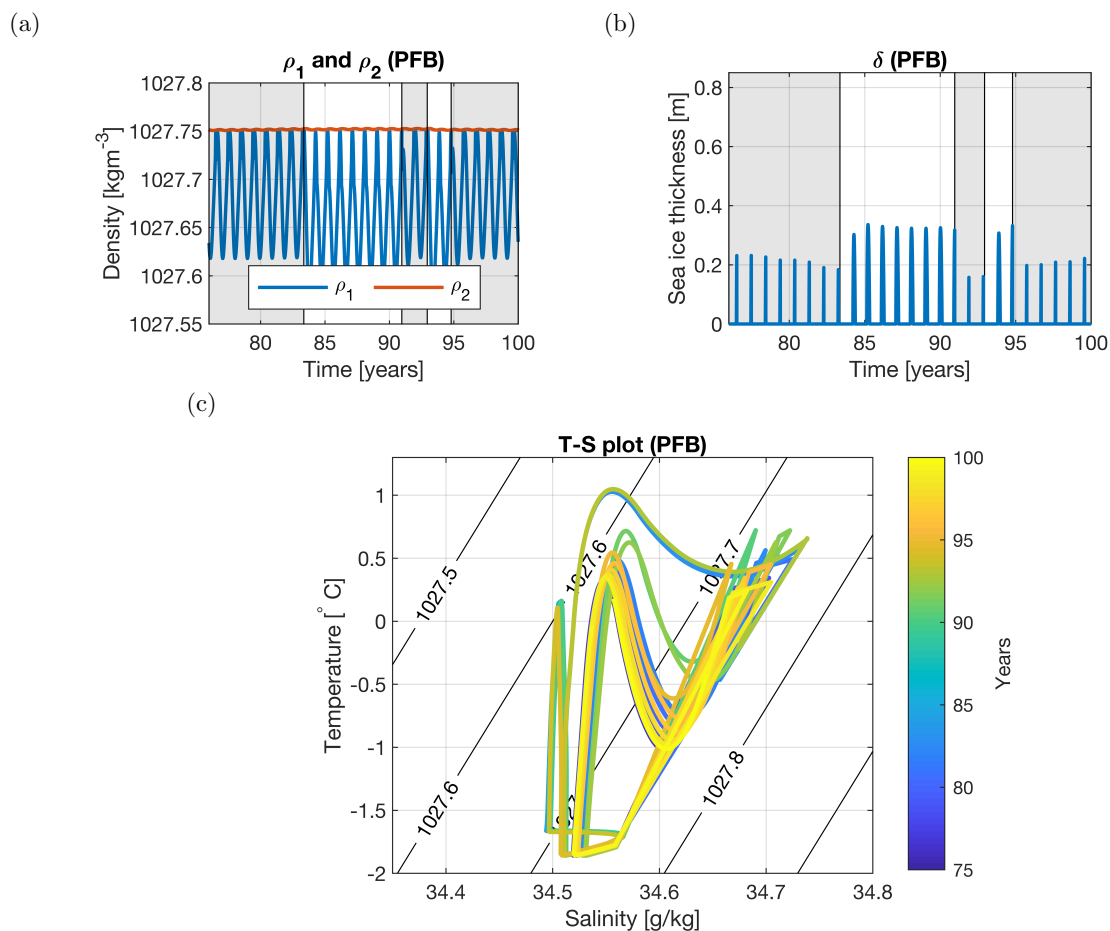 (a)
ρ1 and ρ2 (PFB)
1027.8
1027.75
1027.7
1027.65
1027.6
1027.55
Density [kgm-3]
ρ1
ρ2
80
85
90
95
100
Time [years]
(b)
δ (PFB)
0.8
0.6
0.4
0.2
0
Sea ice thickness [m]
80
85
90
95
100
Time [years]
(c)
T-S plot (PFB)
1
0.5
0
-0.5
-1
-1.5
-2
Temperature [° C]
1027.5
1027.6
1027.7
1027.6
1027.8
34.4
34.5
34.6
34.7
34.8
Salinity [g/kg]
100
95
90
85
80
75
Years